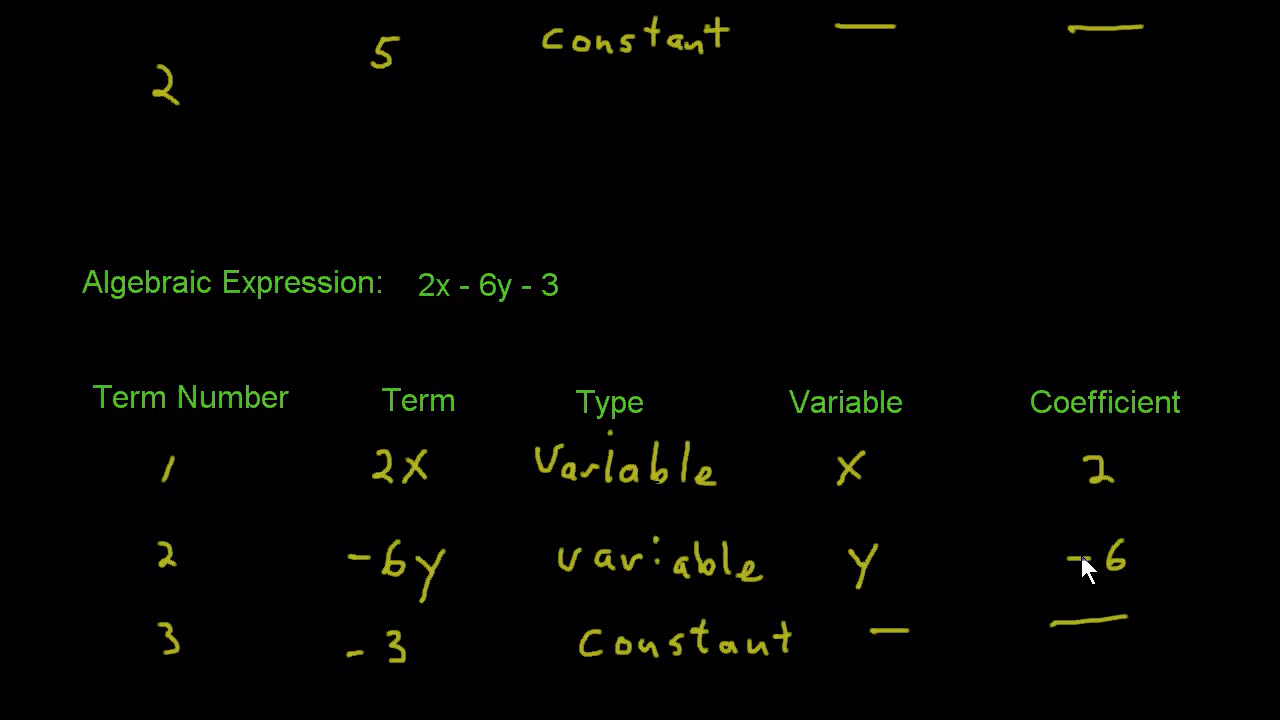 2 5 constant — —
Algebraic Expression: 2x - 6y - 3
Term Number Term Type Variable Coefficient
1 2x Variable x 2
2 -6y variable y -6
3 -3 constant — —